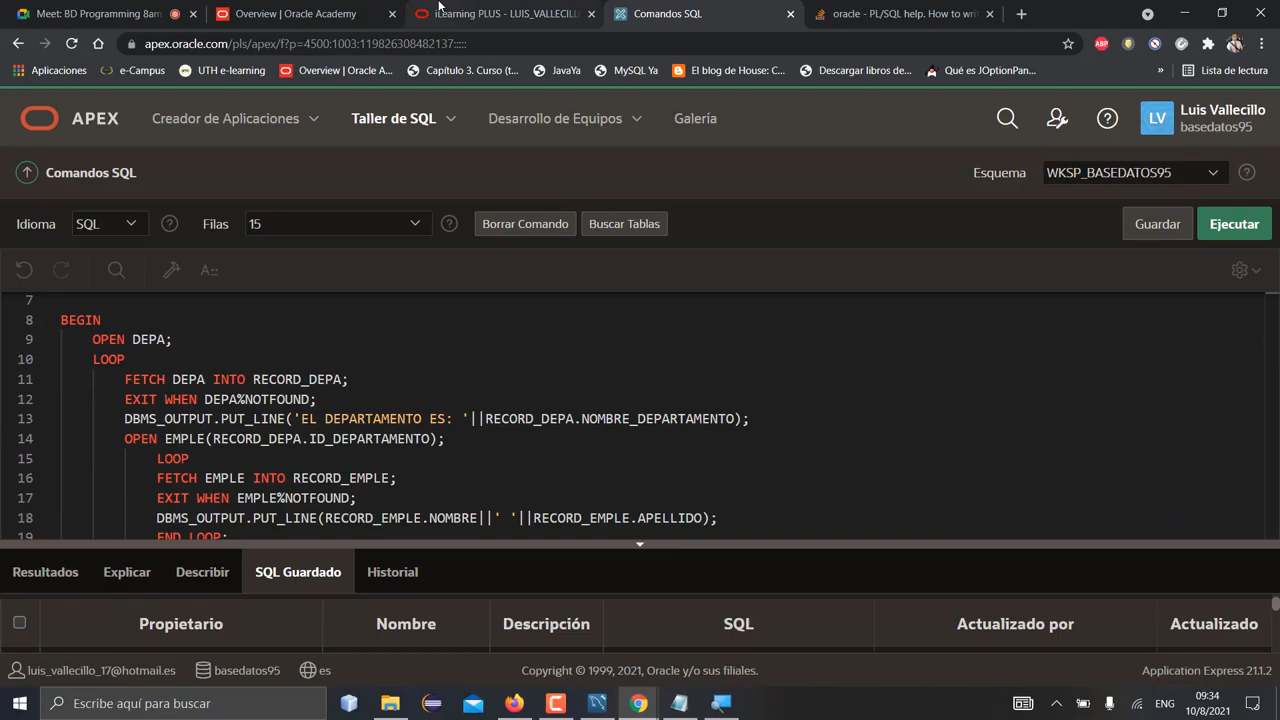 Meet: BD Programming 8am
Overview | Oracle Academy
iLearning PLUS - LUIS_VALLECILL
Comandos SQL
oracle - PL/SQL help. How to wri
apex.oracle.com/pls/apex/f?p=4500:1003:119826308482137:::::
ABP
Aplicaciones
e-Campus
UTH e-learning
Overview | Oracle A...
Capítulo 3. Curso (t...
JavaYa
MySQL Ya
El blog de House: C...
Descargar libros de...
Qué es JOptionPan...
»
Lista de lectura
APEX
Creador de Aplicaciones
Taller de SQL
Desarrollo de Equipos
Galería
LV
Luis Vallecillo
basedatos95
Comandos SQL
Esquema
WKSP_BASEDATOS95
Idioma
SQL
Filas
15
Borrar Comando
Buscar Tablas
Guardar
Ejecutar
7
8 BEGIN
9 OPEN DEPA;
10 LOOP
11 FETCH DEPA INTO RECORD_DEPA;
12 EXIT WHEN DEPA%NOTFOUND;
13 DBMS_OUTPUT.PUT_LINE('EL DEPARTAMENTO ES: '||RECORD_DEPA.NOMBRE_DEPARTAMENTO);
14 OPEN EMPLE(RECORD_DEPA.ID_DEPARTAMENTO);
15 LOOP
16 FETCH EMPLE INTO RECORD_EMPLE;
17 EXIT WHEN EMPLE%NOTFOUND;
18 DBMS_OUTPUT.PUT_LINE(RECORD_EMPLE.NOMBRE||' '||RECORD_EMPLE.APELLIDO);
19 END LOOP;
Resultados
Explicar
Describir
SQL Guardado
Historial
Propietario
Nombre
Descripción
SQL
Actualizado por
Actualizado
luis_vallecillo_17@hotmail.es
basedatos95
es
Copyright © 1999, 2021, Oracle y/o sus filiales.
Application Express 21.1.2
Escribe aquí para buscar
ENG
09:34
10/8/2021